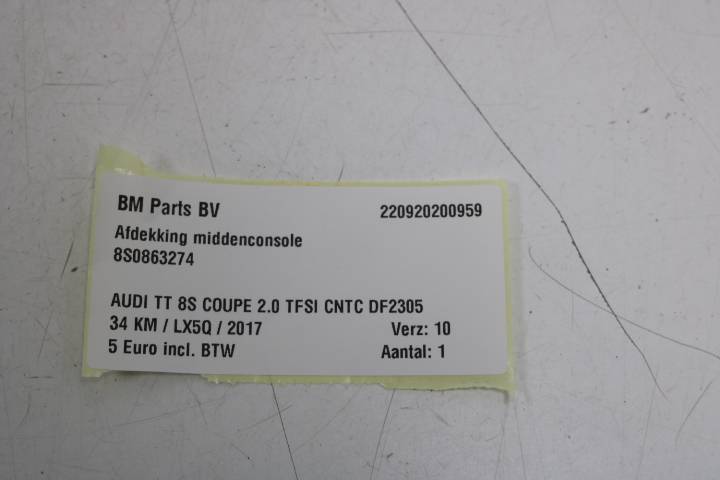 BM Parts BV 220920200959
Afdekking middenconsole
8S0863274
AUDI TT 8S COUPE 2.0 TFSI CNTC DF2305
34 KM / LX5Q / 2017 Verz: 10
5 Euro incl. BTW Aantal: 1